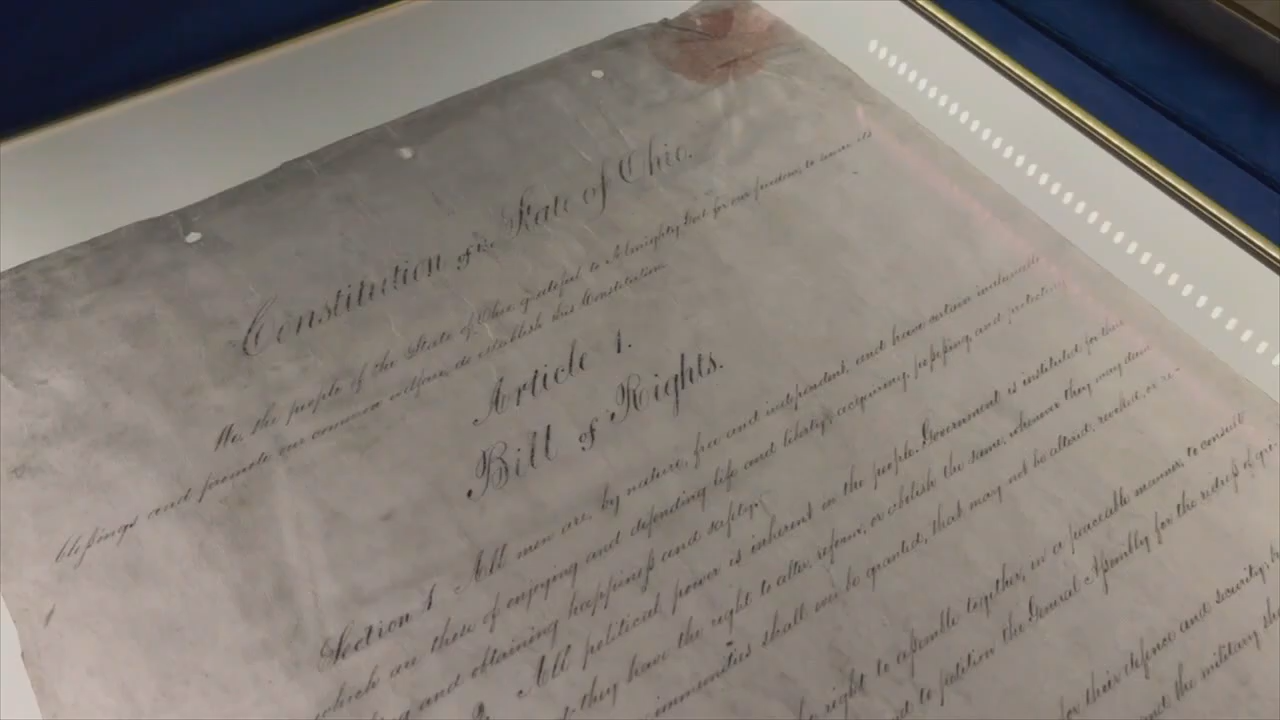 Constitution of the State of Ohio.
We, the people of the State of Ohio, grateful to Almighty God for our freedom, to secure its
blessings and promote our common welfare, do establish this Constitution.
Article 1.
Bill of Rights.
Section 1 All men are, by nature, free and independent, and have certain inalienable
which are those of enjoying and defending life and liberty, acquiring, possessing, and protecting
and obtaining happiness and safety.
2. All political power is inherent in the people. Government is instituted for their
they have the right to alter, reform, or abolish the same, whenever they may deem
immunities shall ever be granted, that may not be altered, revoked, or re-
right to assemble together, in a peaceable manner, to consult
to petition the General Assembly for the redress of
for their defence and security; b
and the military sh